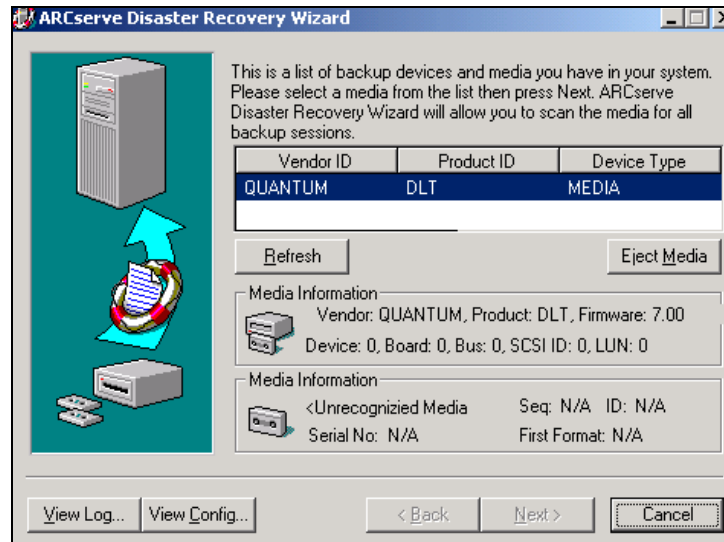 ARCserve Disaster Recovery Wizard
This is a list of backup devices and media you have in your system.
Please select a media from the list then press Next. ARCserve
Disaster Recovery Wizard will allow you to scan the media for all
backup sessions.
Vendor ID Product ID Device Type
QUANTUM DLT MEDIA
Refresh Eject Media
Media Information
Vendor: QUANTUM, Product: DLT, Firmware: 7.00
Device: 0, Board: 0, Bus: 0, SCSI ID: 0, LUN: 0
Media Information
<Unrecognizied Media Seq: N/A ID: N/A
Serial No: N/A First Format: N/A
View Log... View Config... < Back Next > Cancel